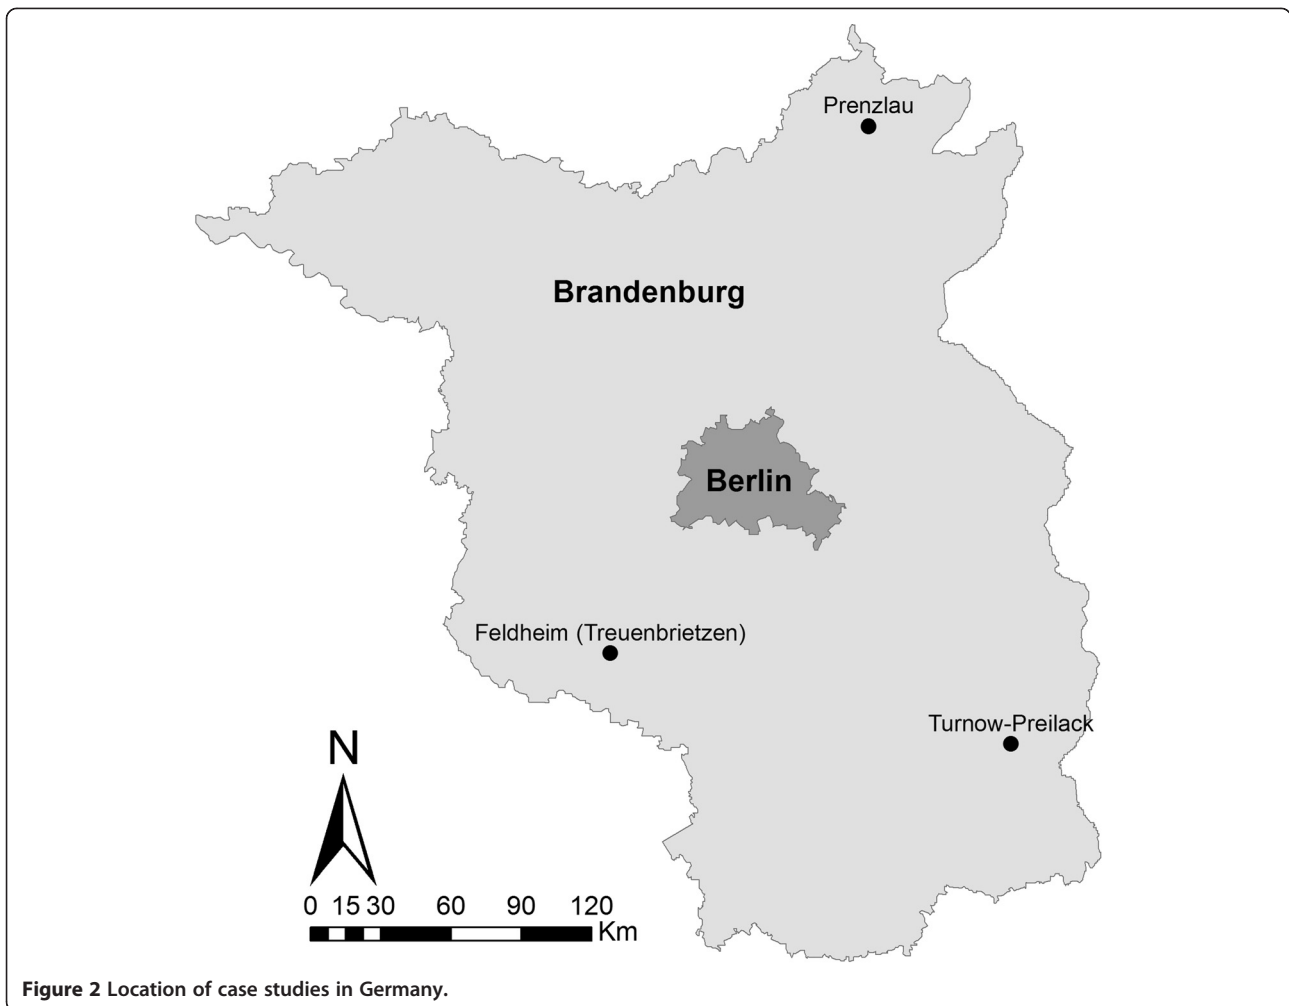 Prenzlau
Brandenburg
Berlin
Feldheim (Treuenbrietzen)
Turnow-Preilack
N
0 15 30 60 90 120
Km
Figure 2 Location of case studies in Germany.